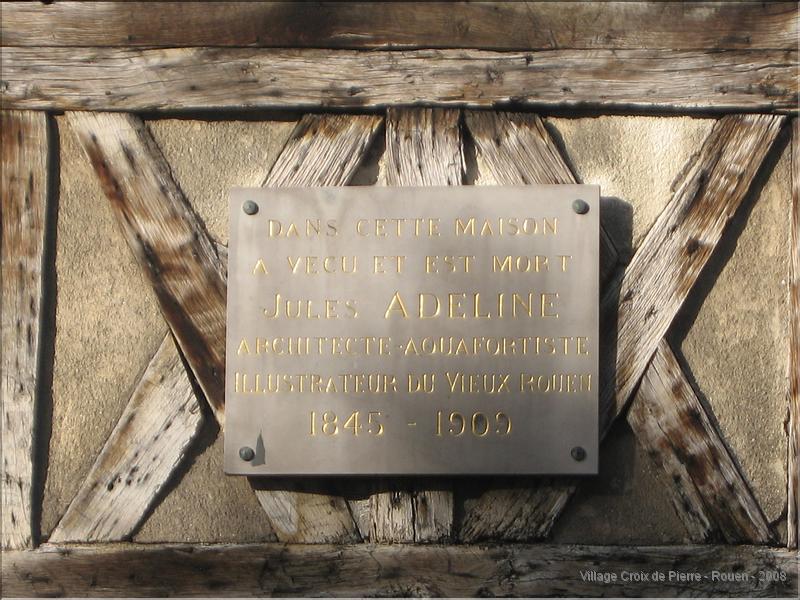 DANS CETTE MAISON
A VECU ET EST MORT
JULES ADELINE
ARCHITECTE-AQUAFORTISTE
ILLUSTRATEUR DU VIEUX ROUEN
1845 - 1909
Village Croix de Pierre - Rouen - 2008